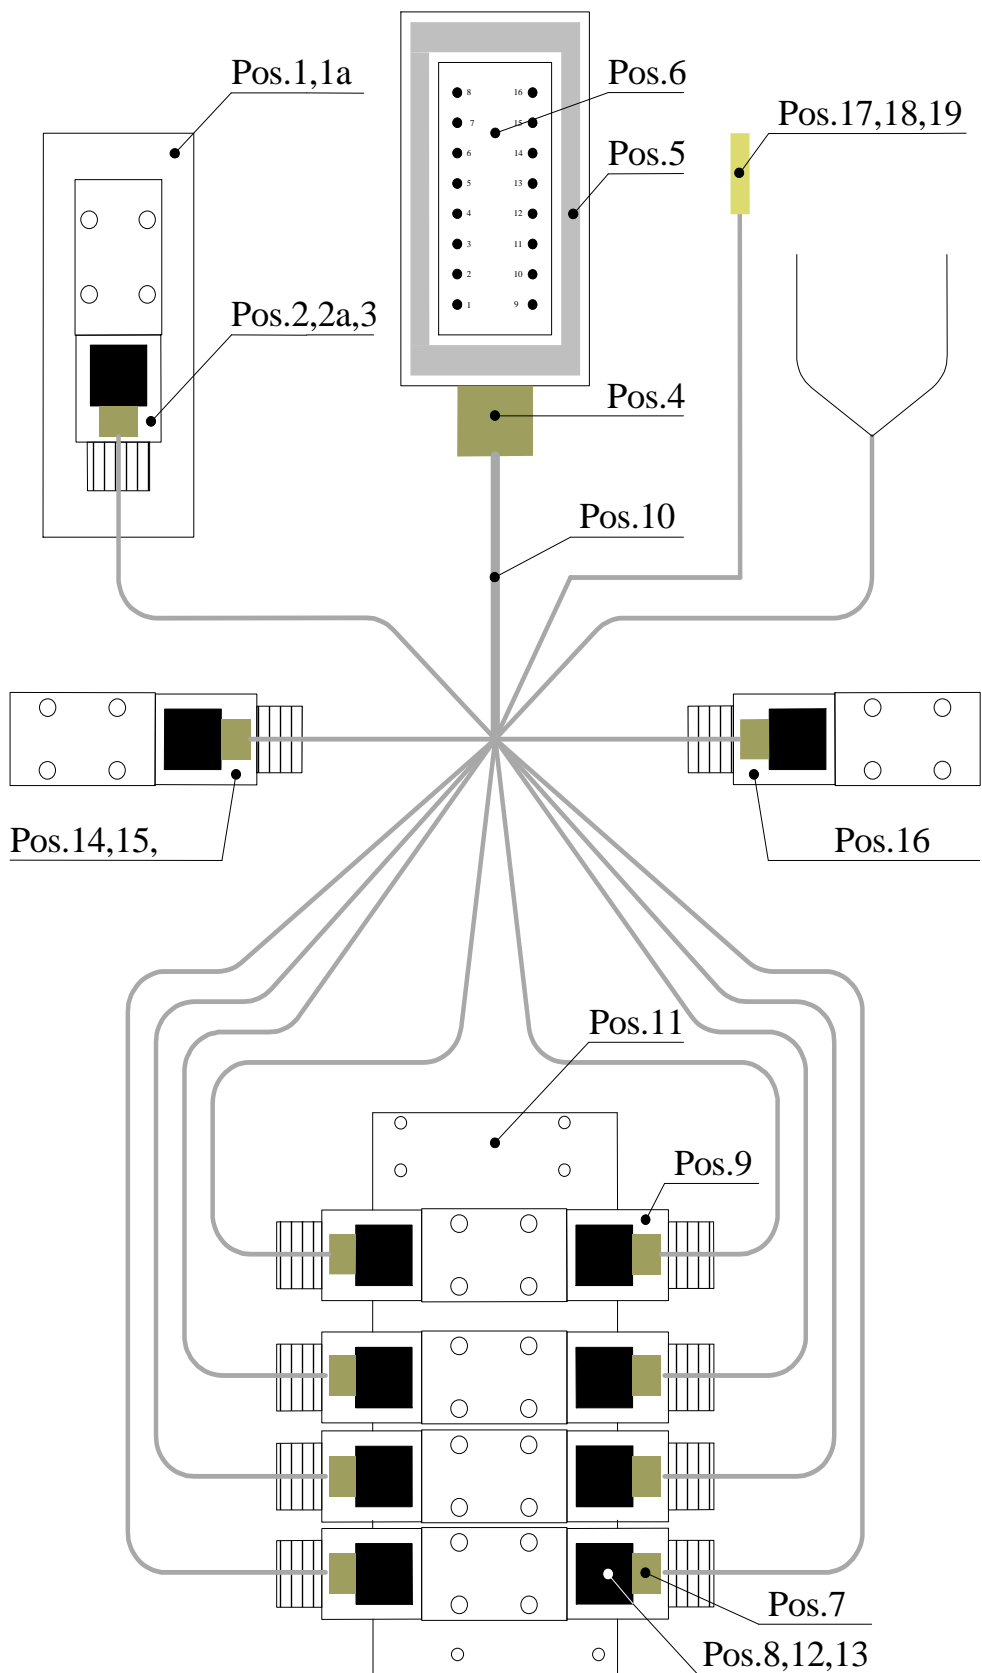 Pos.1,1a
Pos.6
Pos.17,18,19
Pos.5
8 16
7 15
6 14
5 13
4 12
3 11
2 10
1 9
Pos.2,2a,3
Pos.4
Pos.10
Pos.14,15,
Pos.16
Pos.11
Pos.9
Pos.7
Pos.8,12,13